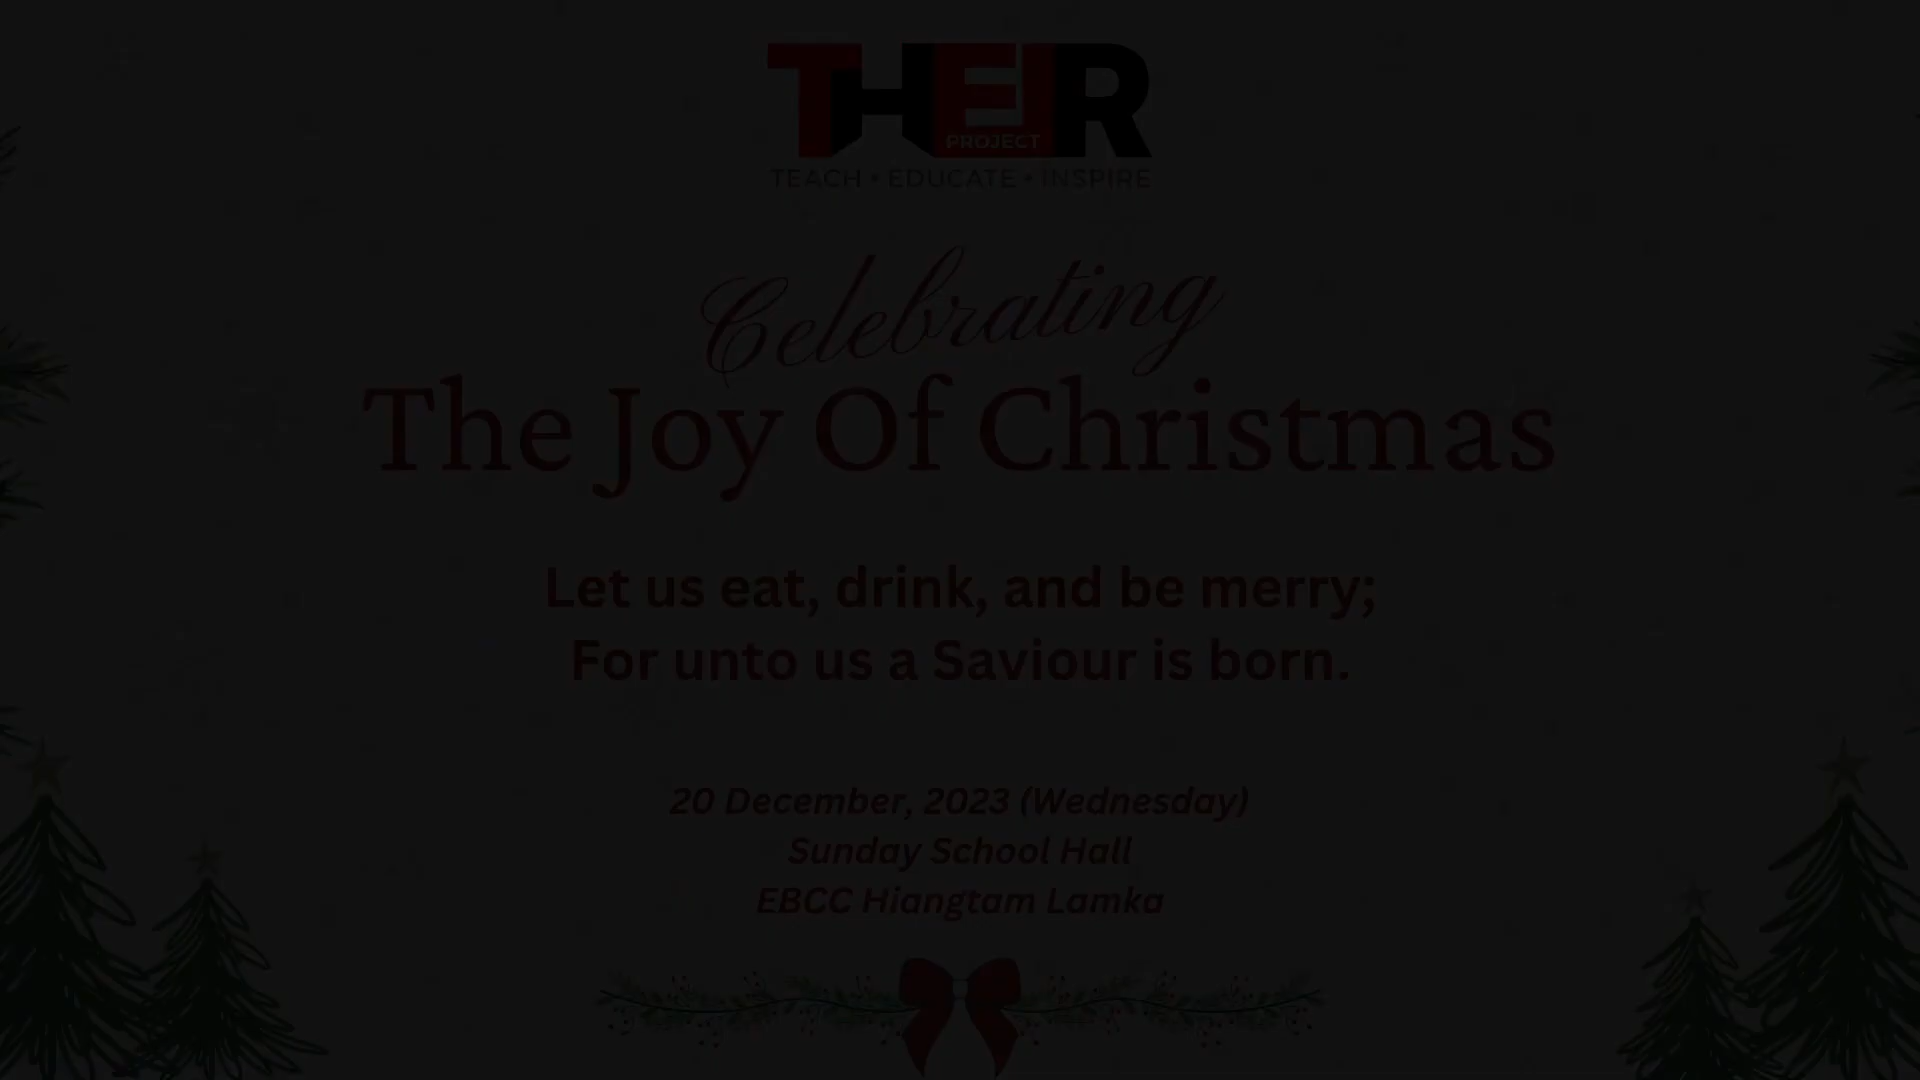 THEIR
PROJECT
TEACH • EDUCATE • INSPIRE
Celebrating
The Joy Of Christmas
Let us eat, drink, and be merry;
For unto us a Saviour is born.
20 December, 2023 (Wednesday)
Sunday School Hall
EBCC Hiangtam Lamka